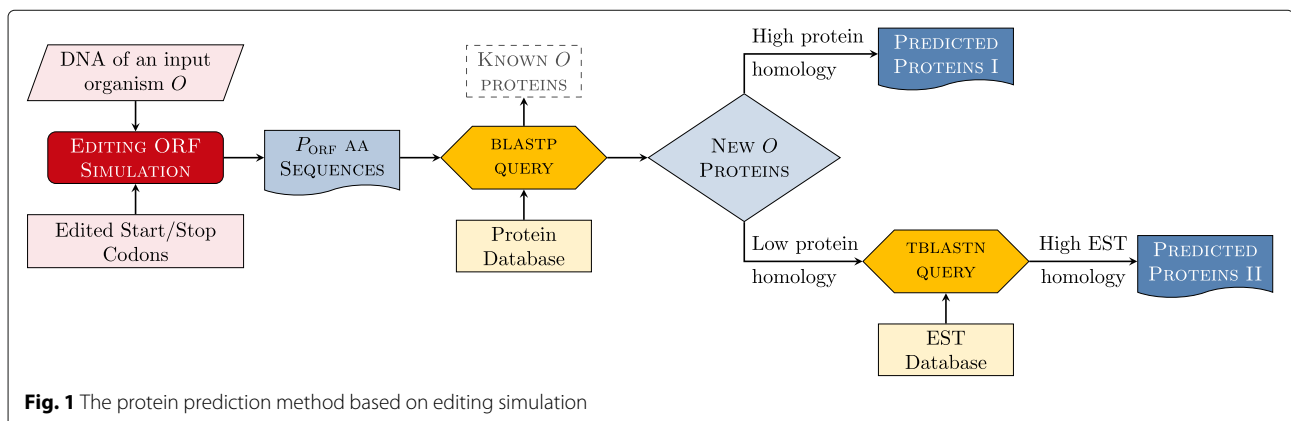 DNA of an input
organism O
EDITING ORF
SIMULATION
Edited Start/Stop
Codons
PORF AA
SEQUENCES
KNOWN O
PROTEINS
BLASTP
QUERY
Protein
Database
NEW O
PROTEINS
High protein
homology
PREDICTED
PROTEINS I
Low protein
homology
TBLASTN
QUERY
EST
Database
High EST
homology
PREDICTED
PROTEINS II
Fig. 1 The protein prediction method based on editing simulation